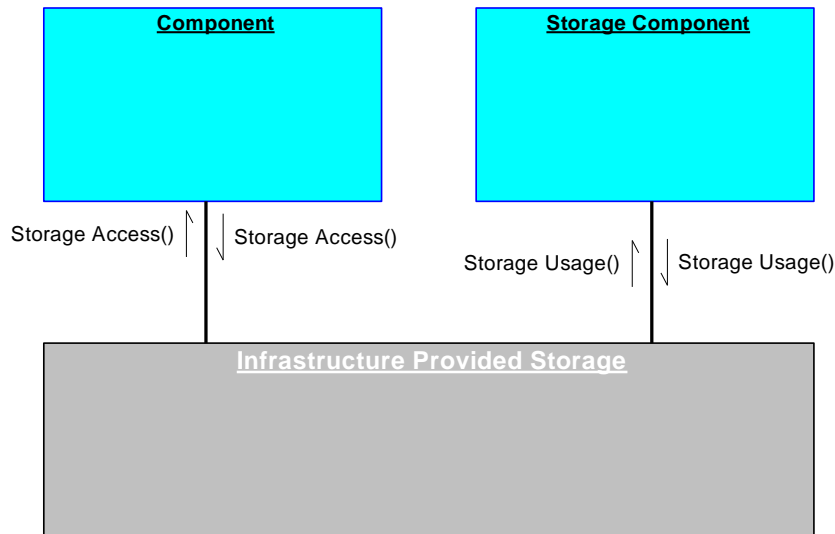 Component
Storage Component
Storage Access()
Storage Access()
Storage Usage()
Storage Usage()
Infrastructure Provided Storage